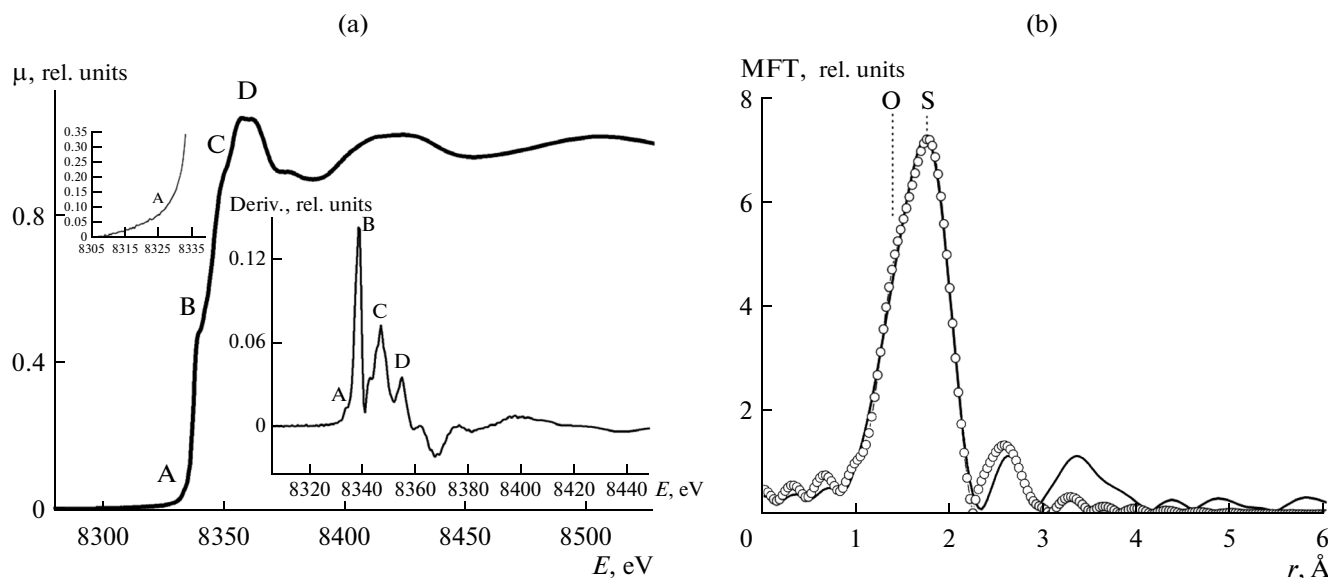 (a)
μ, rel. units
D
C
B
A
0.8
0.4
0
8300 8350 8400 8450 8500
E, eV
0.35
0.30
0.25
0.20
0.15
0.10
0.05
0
A
8305 8315 8325 8335
Deriv., rel. units
B
0.12
C
0.06
D
A
0
8320 8340 8360 8380 8400 8420 8440 E, eV
(b)
MFT, rel. units
O S
8
6
4
2
0 1 2 3 4 5 6
r, Å